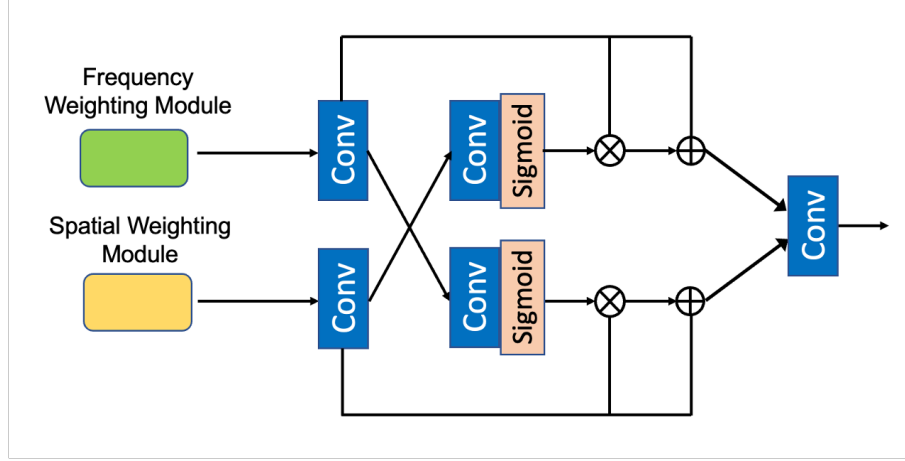 Frequency
Weighting Module
Conv
Conv
Sigmoid
Conv
Spatial Weighting
Module
Conv
Conv
Sigmoid